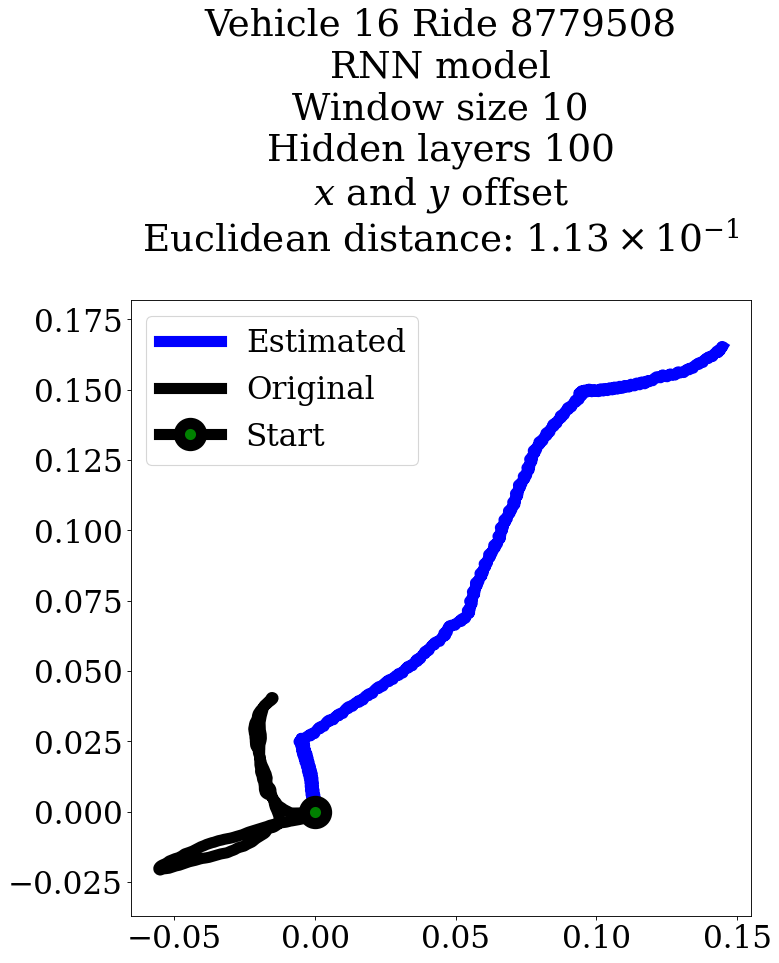 Vehicle 16 Ride 8779508
RNN model
Window size 10
Hidden layers 100
x and y offset
Euclidean distance: 1.13 × 10⁻¹
Estimated
Original
Start
0.175
0.150
0.125
0.100
0.075
0.050
0.025
0.000
−0.025
−0.05 0.00 0.05 0.10 0.15